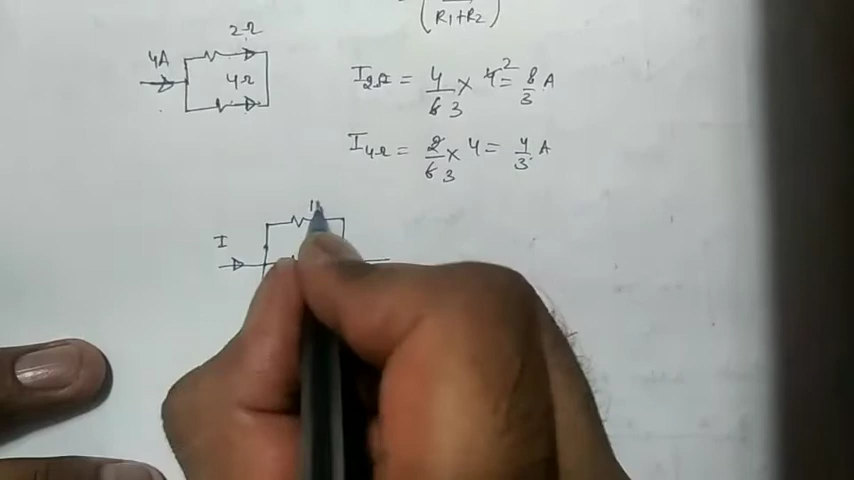 R1+R2
2Ω
4A
4Ω
I2Ω = 4/6 3 × 4 2 = 8/3 A
I4Ω = 2/6 3 × 4 = 4/3 A
I